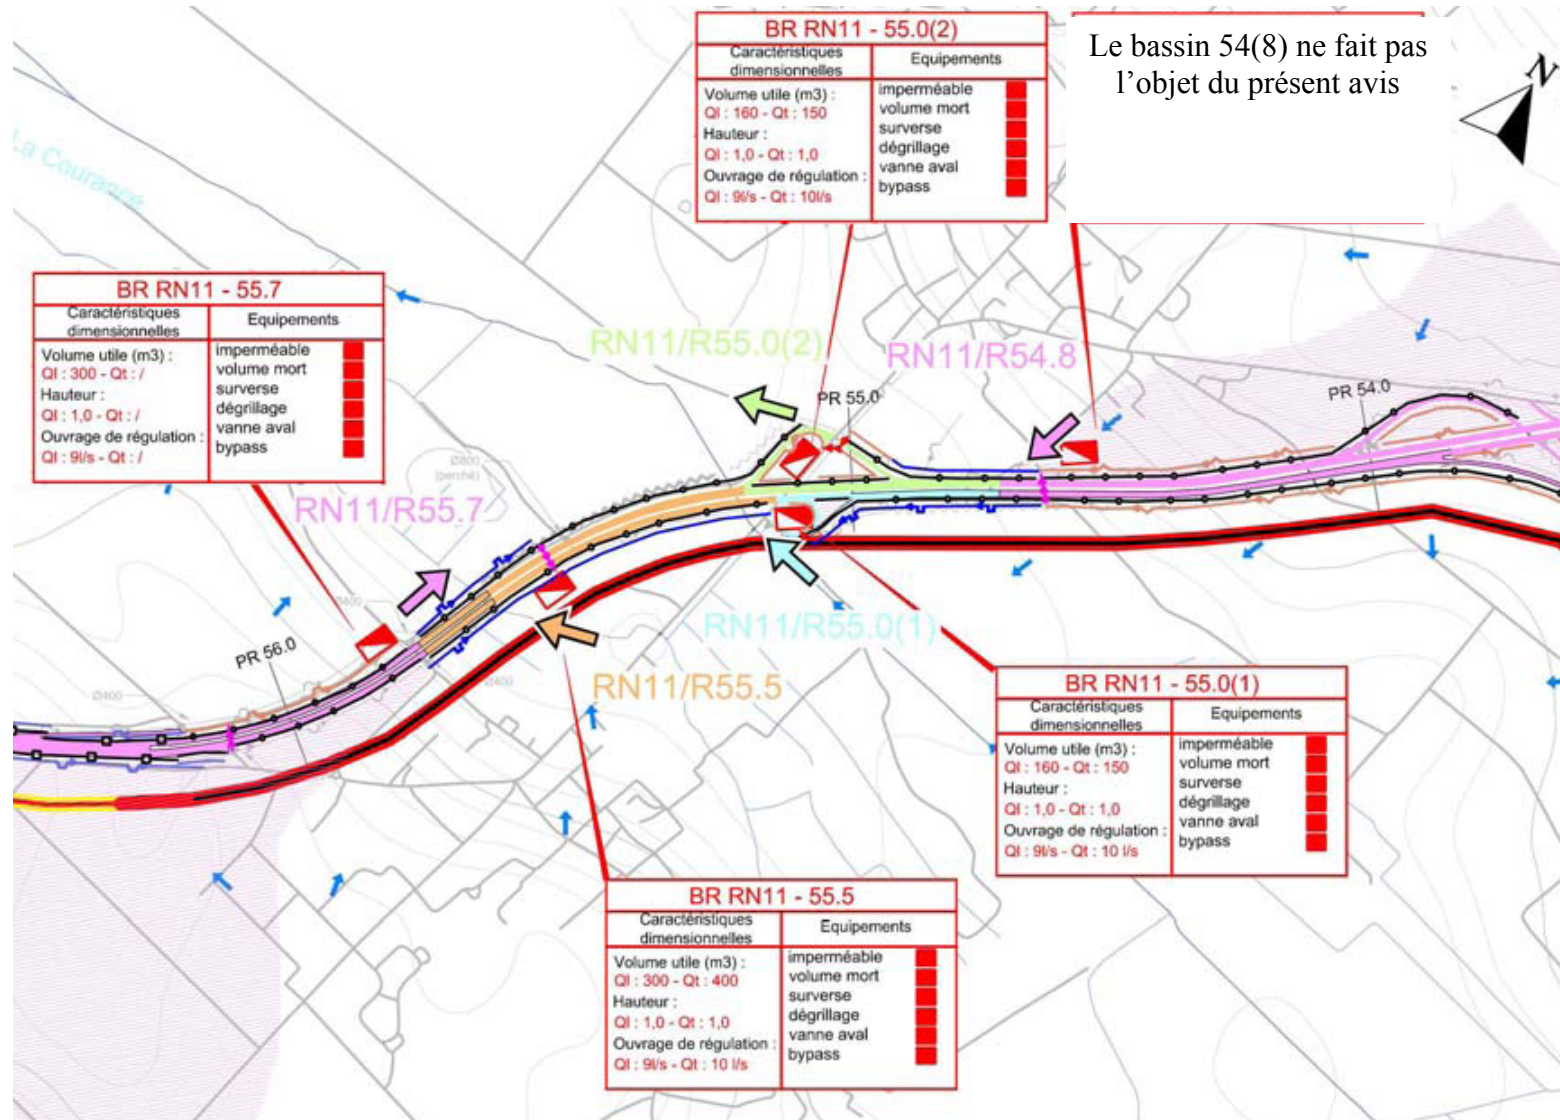 BR RN11 - 55.0(2)
Caractéristiques
dimensionnelles
Equipements
Volume utile (m3) :
Ql : 160 - Qt : 150
Hauteur :
Ql : 1,0 - Qt : 1,0
Ouvrage de régulation :
Ql : 9l/s - Qt : 10l/s
imperméable
volume mort
surverse
dégrillage
vanne aval
bypass
Le bassin 54(8) ne fait pas
l’objet du présent avis
N
La Courance
BR RN11 - 55.7
Caractéristiques
dimensionnelles
Equipements
Volume utile (m3) :
Ql : 300 - Qt : /
Hauteur :
Ql : 1,0 - Qt : /
Ouvrage de régulation :
Ql : 9l/s - Qt : /
imperméable
volume mort
surverse
dégrillage
vanne aval
bypass
RN11/R55.0(2)
RN11/R54.8
PR 55.0
PR 54.0
Ø800
(perché)
RN11/R55.7
Ø400
PR 56.0
Ø400
Ø400
RN11/R55.0(1)
RN11/R55.5
BR RN11 - 55.0(1)
Caractéristiques
dimensionnelles
Equipements
Volume utile (m3) :
Ql : 160 - Qt : 150
Hauteur :
Ql : 1,0 - Qt : 1,0
Ouvrage de régulation :
Ql : 9l/s - Qt : 10 l/s
imperméable
volume mort
surverse
dégrillage
vanne aval
bypass
BR RN11 - 55.5
Caractéristiques
dimensionnelles
Equipements
Volume utile (m3) :
Ql : 300 - Qt : 400
Hauteur :
Ql : 1,0 - Qt : 1,0
Ouvrage de régulation :
Ql : 9l/s - Qt : 10 l/s
imperméable
volume mort
surverse
dégrillage
vanne aval
bypass